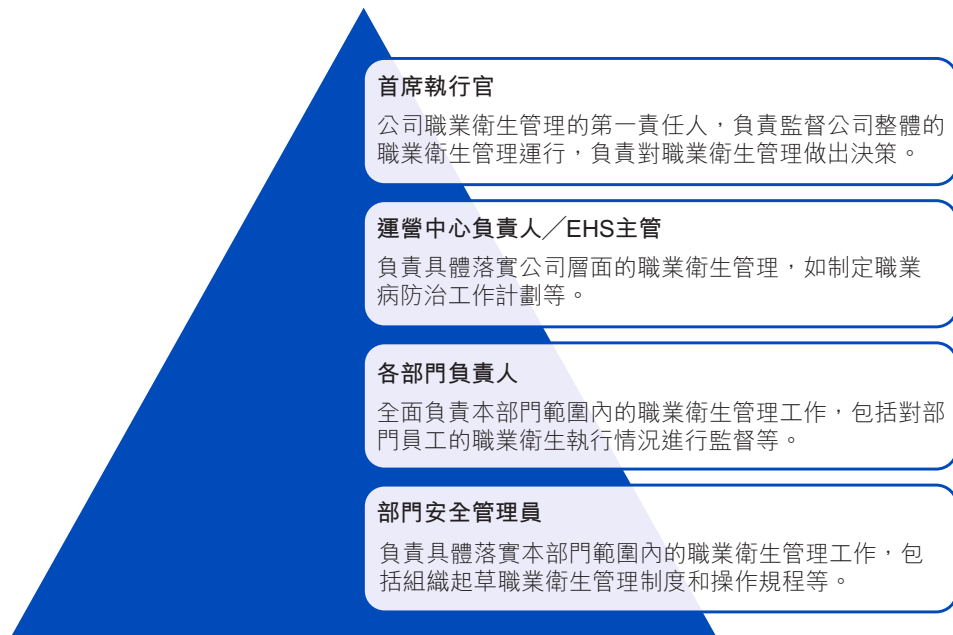 首席執行官
公司職業衛生管理的第一責任人，負責監督公司整體的
職業衛生管理運行，負責對職業衛生管理做出決策。
運營中心負責人╱EHS主管
負責具體落實公司層面的職業衛生管理，如制定職業
病防治工作計劃等。
各部門負責人
全面負責本部門範圍內的職業衛生管理工作，包括對部
門員工的職業衛生執行情況進行監督等。
部門安全管理員
負責具體落實本部門範圍內的職業衛生管理工作，包
括組織起草職業衛生管理制度和操作規程等。